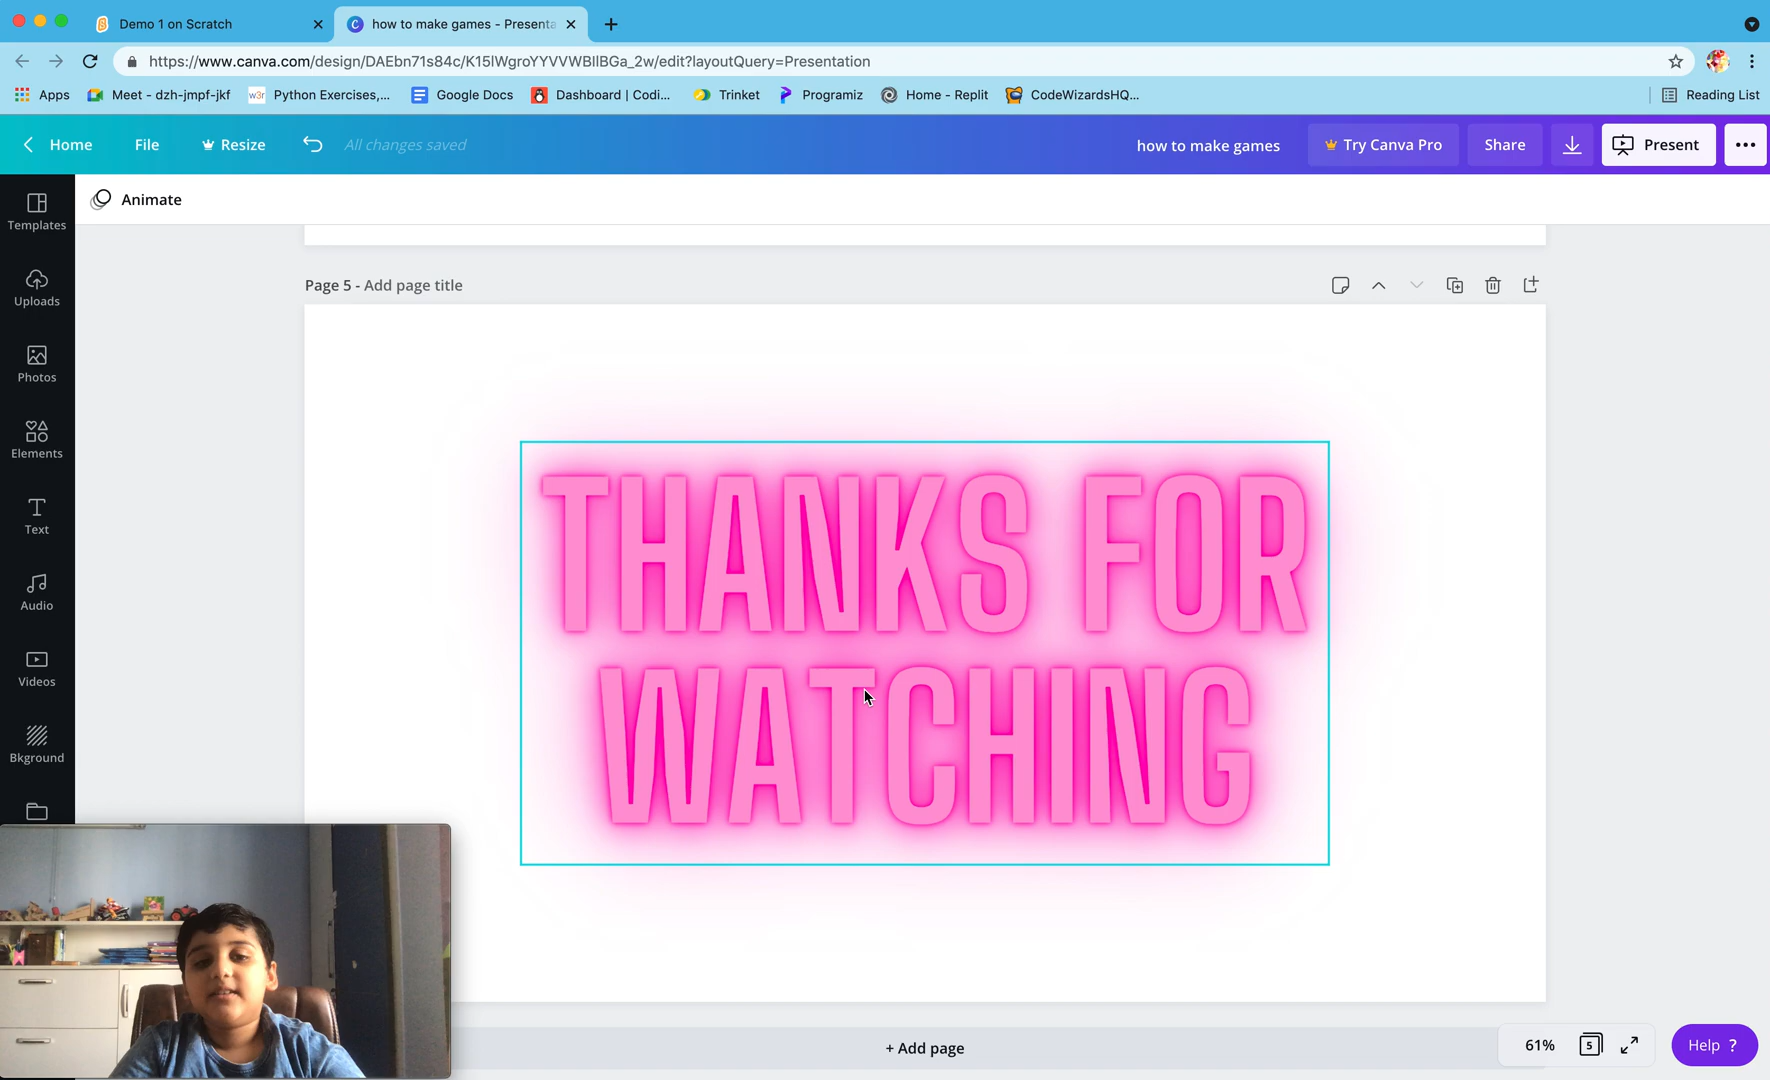 Demo 1 on Scratch
how to make games - Presenta
https://www.canva.com/design/DAEbn71s84c/K15lWgroYYVVWBIlBGa_2w/edit?layoutQuery=Presentation
Apps
Meet - dzh-jmpf-jkf
w3r
Python Exercises,...
Google Docs
Dashboard | Codi...
Trinket
Programiz
Home - Replit
CodeWizardsHQ...
Reading List
Home
File
Resize
All changes saved
how to make games
Try Canva Pro
Share
Present
Animate
Templates
Uploads
Photos
Elements
Text
Audio
Videos
Bkground
Page 5 - Add page title
THANKS FOR
WATCHING
+ Add page
61%
5
Help ?